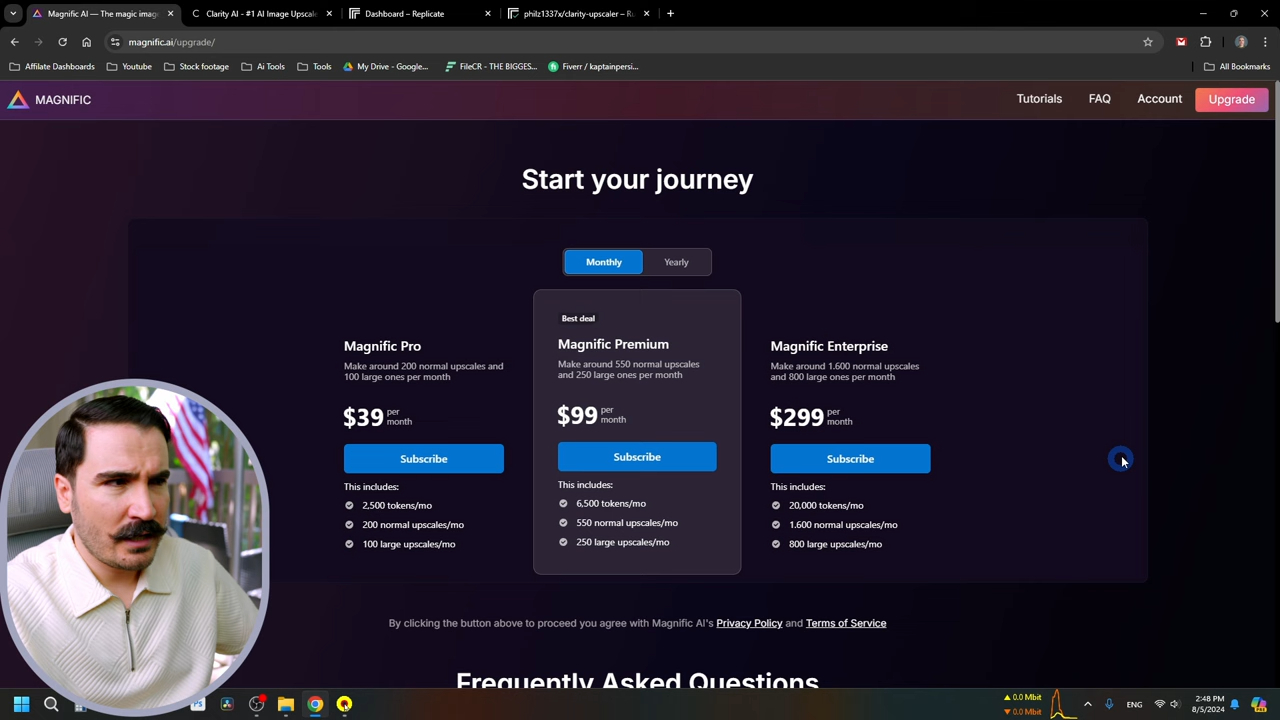 Magnific AI — The magic imag
Clarity AI - #1 AI Image Upscale
Dashboard – Replicate
philz1337x/clarity-upscaler – Ru
magnific.ai/upgrade/
Affilate Dashboards
Youtube
Stock footage
Ai Tools
Tools
My Drive - Google...
FileCR - THE BIGGES...
Fiverr / kaptainpersi...
All Bookmarks
MAGNIFIC
Tutorials
FAQ
Account
Upgrade
Start your journey
Monthly
Yearly
Magnific Pro
Make around 200 normal upscales and
100 large ones per month
$39 per
month
Subscribe
This includes:
2,500 tokens/mo
200 normal upscales/mo
100 large upscales/mo
Best deal
Magnific Premium
Make around 550 normal upscales
and 250 large ones per month
$99 per
month
Subscribe
This includes:
6,500 tokens/mo
550 normal upscales/mo
250 large upscales/mo
Magnific Enterprise
Make around 1.600 normal upscales
and 800 large ones per month
$299 per
month
Subscribe
This includes:
20,000 tokens/mo
1.600 normal upscales/mo
800 large upscales/mo
By clicking the button above to proceed you agree with Magnific AI's Privacy Policy and Terms of Service
Frequently Asked Questions
Ps
▲ 0.0 Mbit
▼ 0.0 Mbit
ENG
2:48 PM
8/5/2024